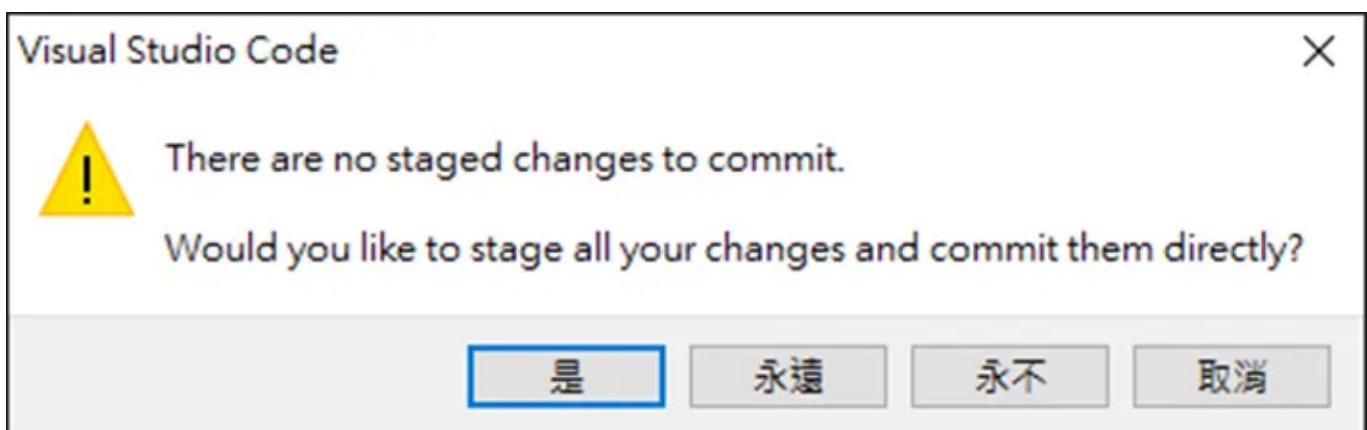 Visual Studio Code
There are no staged changes to commit.
Would you like to stage all your changes and commit them directly?
是 永遠 永不 取消